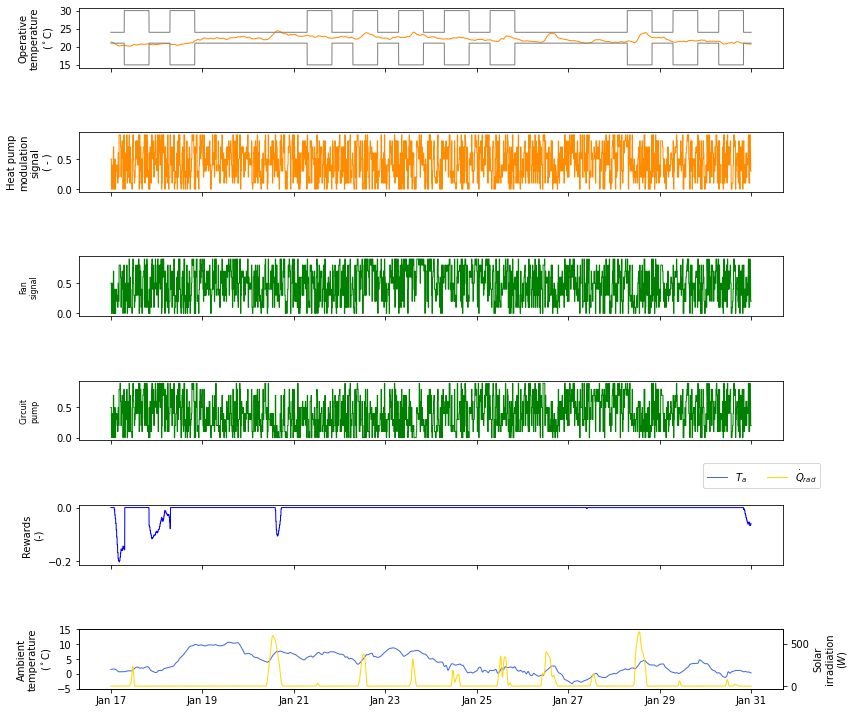 Operative
temperature
(°C)
30
25
20
15
Heat pump
modulation
signal
( - )
0.5
0.0
Fan
signal
0.5
0.0
Circuit
pump
0.5
0.0
T_a
Q̇_rad
Rewards
(-)
0.0
−0.2
Ambient
temperature
(°C)
15
10
5
0
−5
500
0
Solar
irradiation
(W)
Jan 17 Jan 19 Jan 21 Jan 23 Jan 25 Jan 27 Jan 29 Jan 31